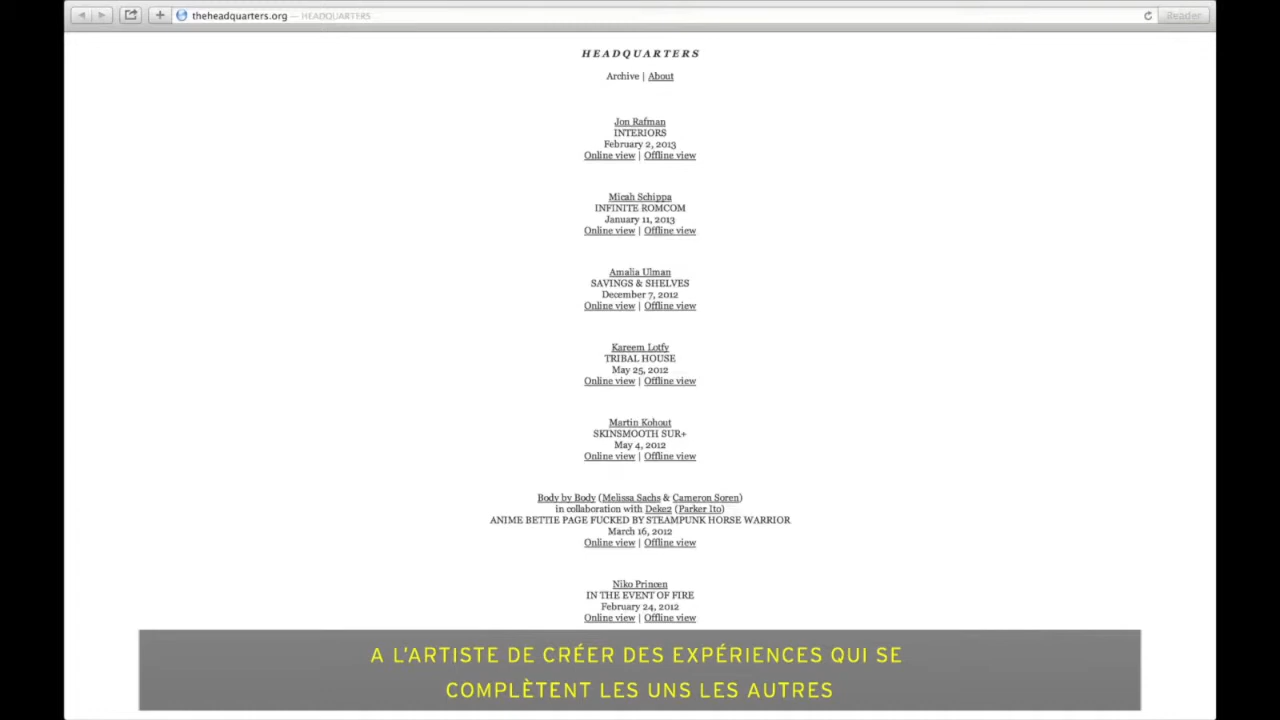 theheadquarters.org — HEADQUARTERS
Reader
HEADQUARTERS
Archive | About
Jon Rafman
INTERIORS
February 2, 2013
Online view | Offline view
Micah Schippa
INFINITE ROMCOM
January 11, 2013
Online view | Offline view
Amalia Ulman
SAVINGS & SHELVES
December 7, 2012
Online view | Offline view
Kareem Lotfy
TRIBAL HOUSE
May 25, 2012
Online view | Offline view
Martin Kohout
SKINSMOOTH SUR+
May 4, 2012
Online view | Offline view
Body by Body (Melissa Sachs & Cameron Soren)
in collaboration with Deke2 (Parker Ito)
ANIME BETTIE PAGE FUCKED BY STEAMPUNK HORSE WARRIOR
March 16, 2012
Online view | Offline view
Niko Princen
IN THE EVENT OF FIRE
February 24, 2012
Online view | Offline view
A L'ARTISTE DE CRÉER DES EXPÉRIENCES QUI SE
COMPLÈTENT LES UNS LES AUTRES